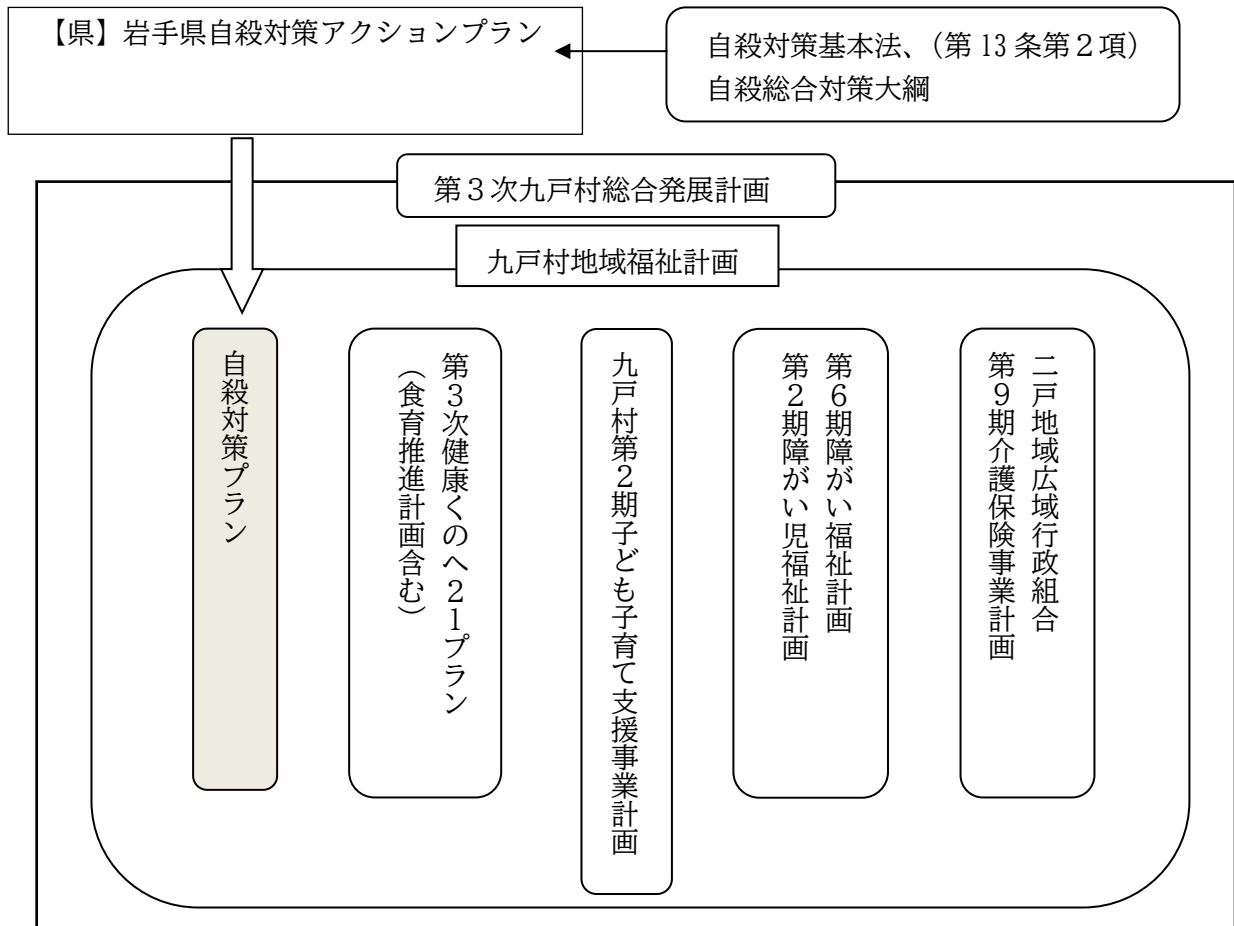 【県】岩手県自殺対策アクションプラン
自殺対策基本法、（第 13 条第２項）
自殺総合対策大綱
第３次九戸村総合発展計画
九戸村地域福祉計画
自殺対策プラン
第３次健康くのへ２１プラン
（食育推進計画含む）
九戸村第２期子ども子育て支援事業計画
第６期障がい福祉計画
第２期障がい児福祉計画
二戸地域広域行政組合
第９期介護保険事業計画